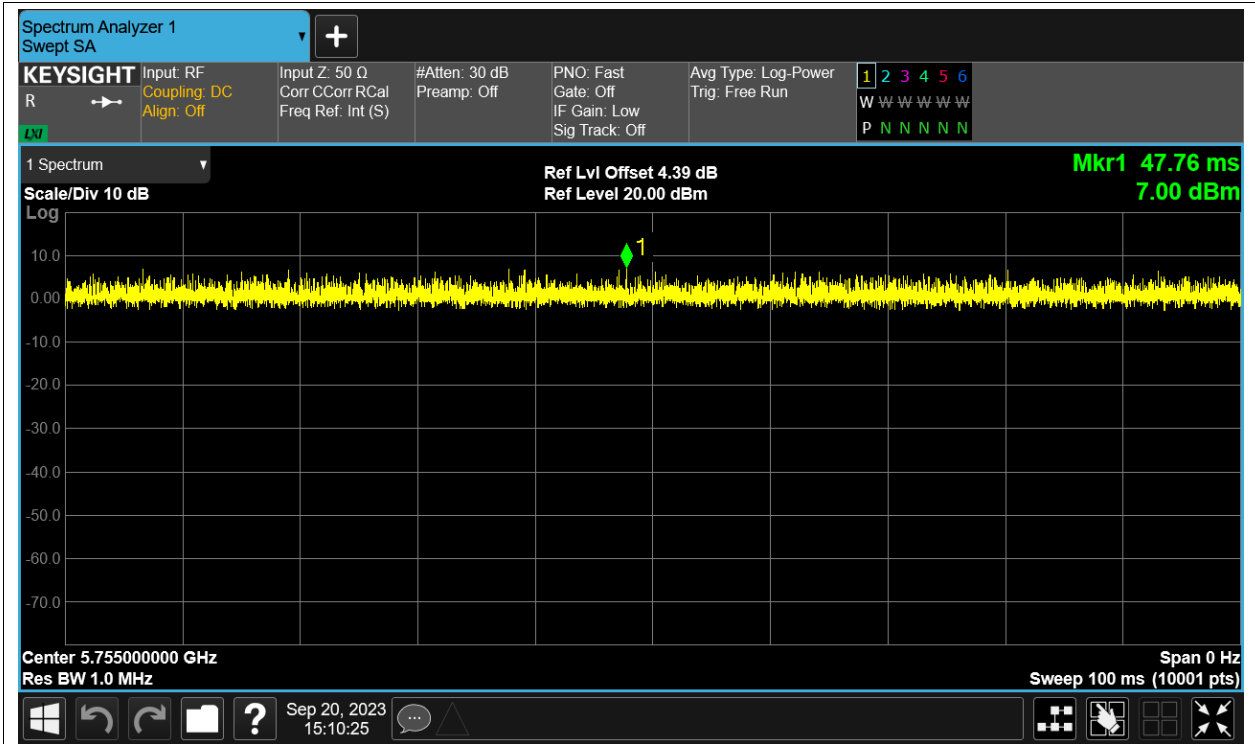 Spectrum Analyzer 1
Swept SA
KEYSIGHT
R
LXI
Input: RF
Coupling: DC
Align: Off
Input Z: 50 Ω
Corr CCorr RCal
Freq Ref: Int (S)
#Atten: 30 dB
Preamp: Off
PNO: Fast
Gate: Off
IF Gain: Low
Sig Track: Off
Avg Type: Log-Power
Trig: Free Run
1 2 3 4 5 6
W W W W W W
P N N N N N
1 Spectrum
Scale/Div 10 dB
Ref Lvl Offset 4.39 dB
Ref Level 20.00 dBm
Mkr1 47.76 ms
7.00 dBm
Log
1
10.0
0.00
-10.0
-20.0
-30.0
-40.0
-50.0
-60.0
-70.0
Center 5.755000000 GHz
Res BW 1.0 MHz
Span 0 Hz
Sweep 100 ms (10001 pts)
?
Sep 20, 2023
15:10:25